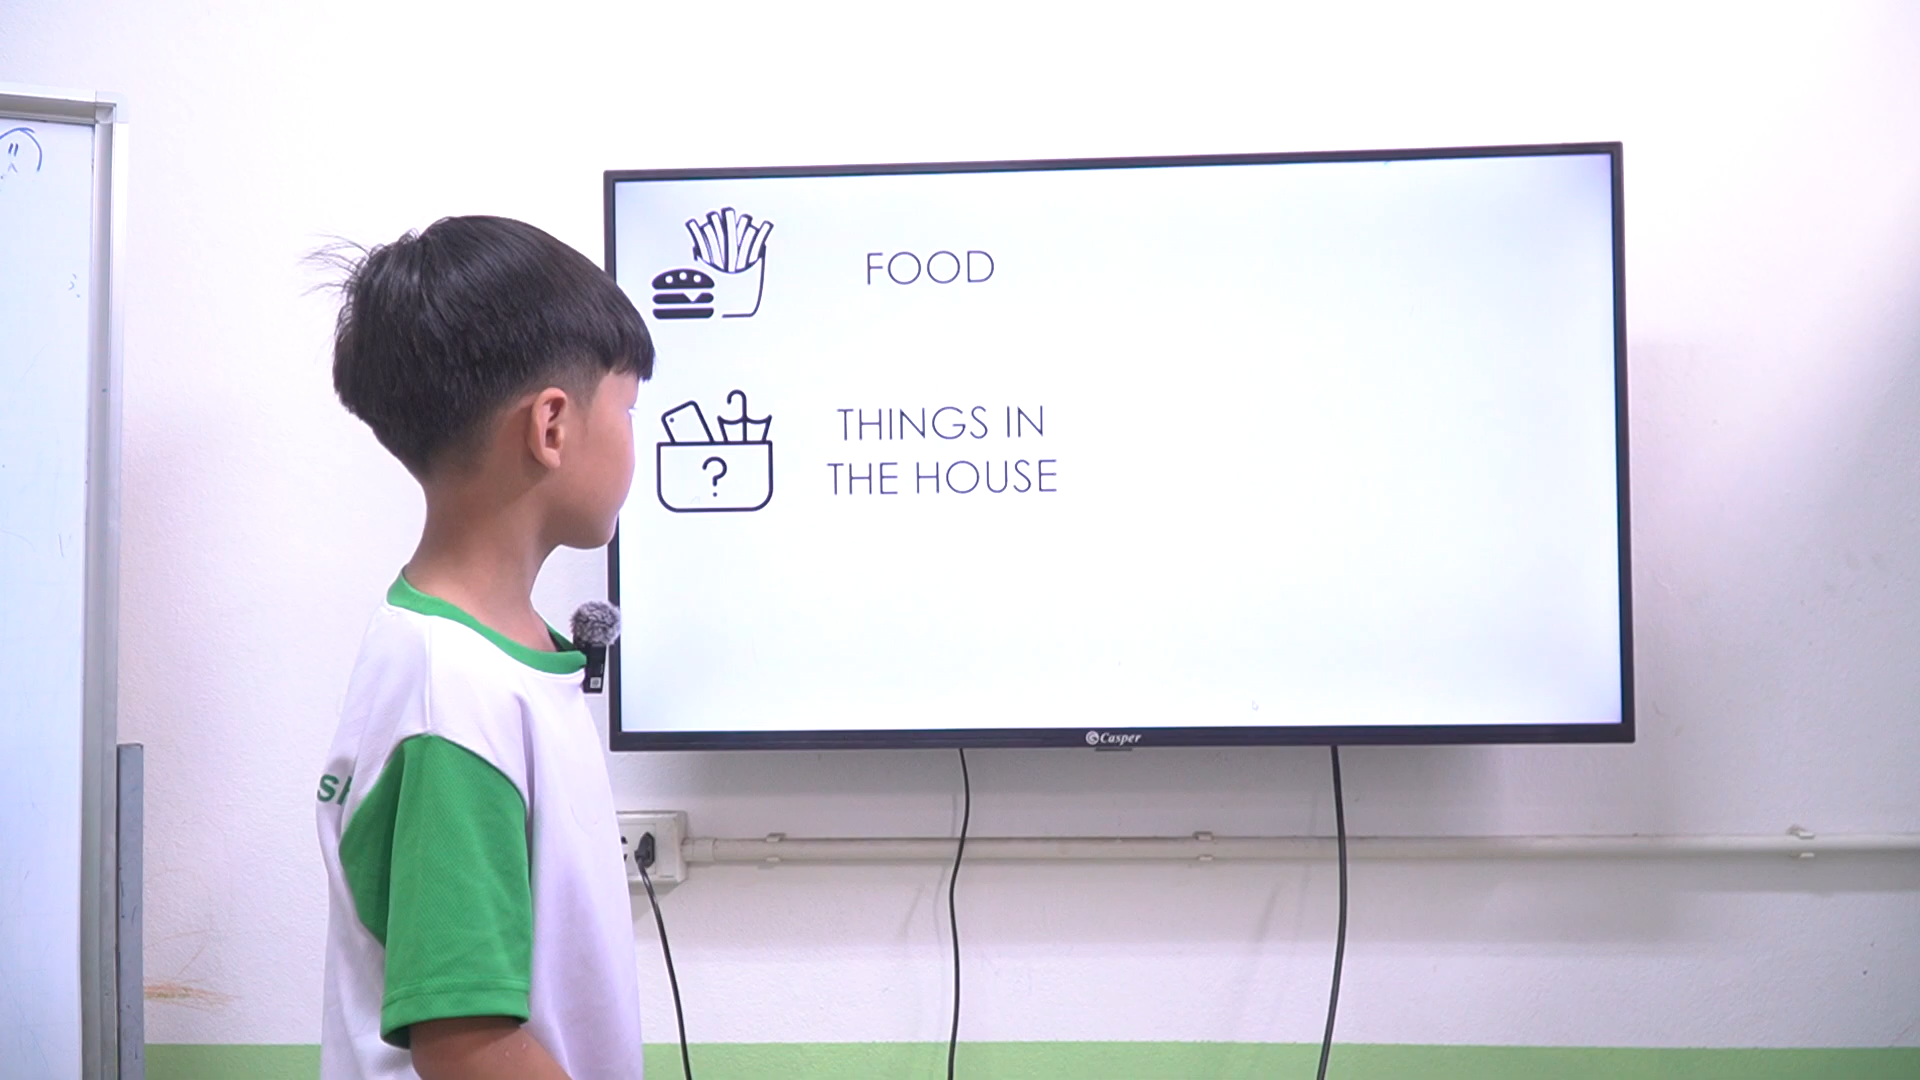 FOOD
THINGS IN
THE HOUSE
?
Casper